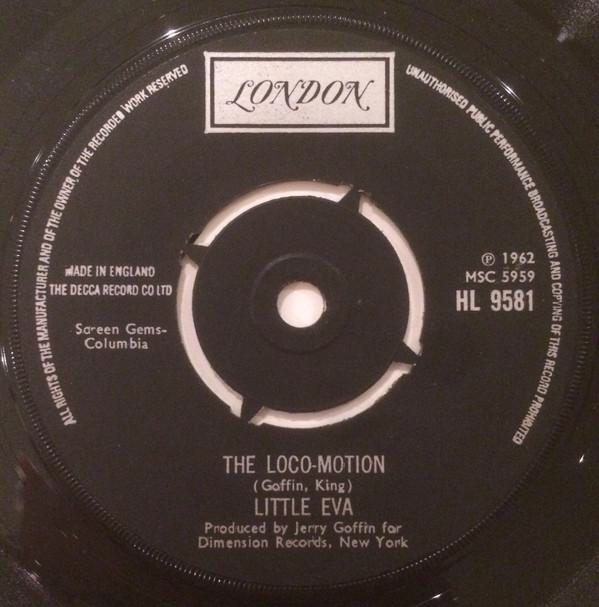 LONDON
ALL RIGHTS OF THE MANUFACTURER AND OF THE OWNER OF THE RECORDED WORK RESERVED
UNAUTHORISED PUBLIC PERFORMANCE BROADCASTING AND COPYING OF THIS RECORD PROHIBITED
MADE IN ENGLAND
THE DECCA RECORD CO LTD
Screen Gems-
Columbia
℗ 1962
MSC 5959
HL 9581
THE LOCO-MOTION
(Goffin, King)
LITTLE EVA
Produced by Jerry Goffin for
Dimension Records, New York